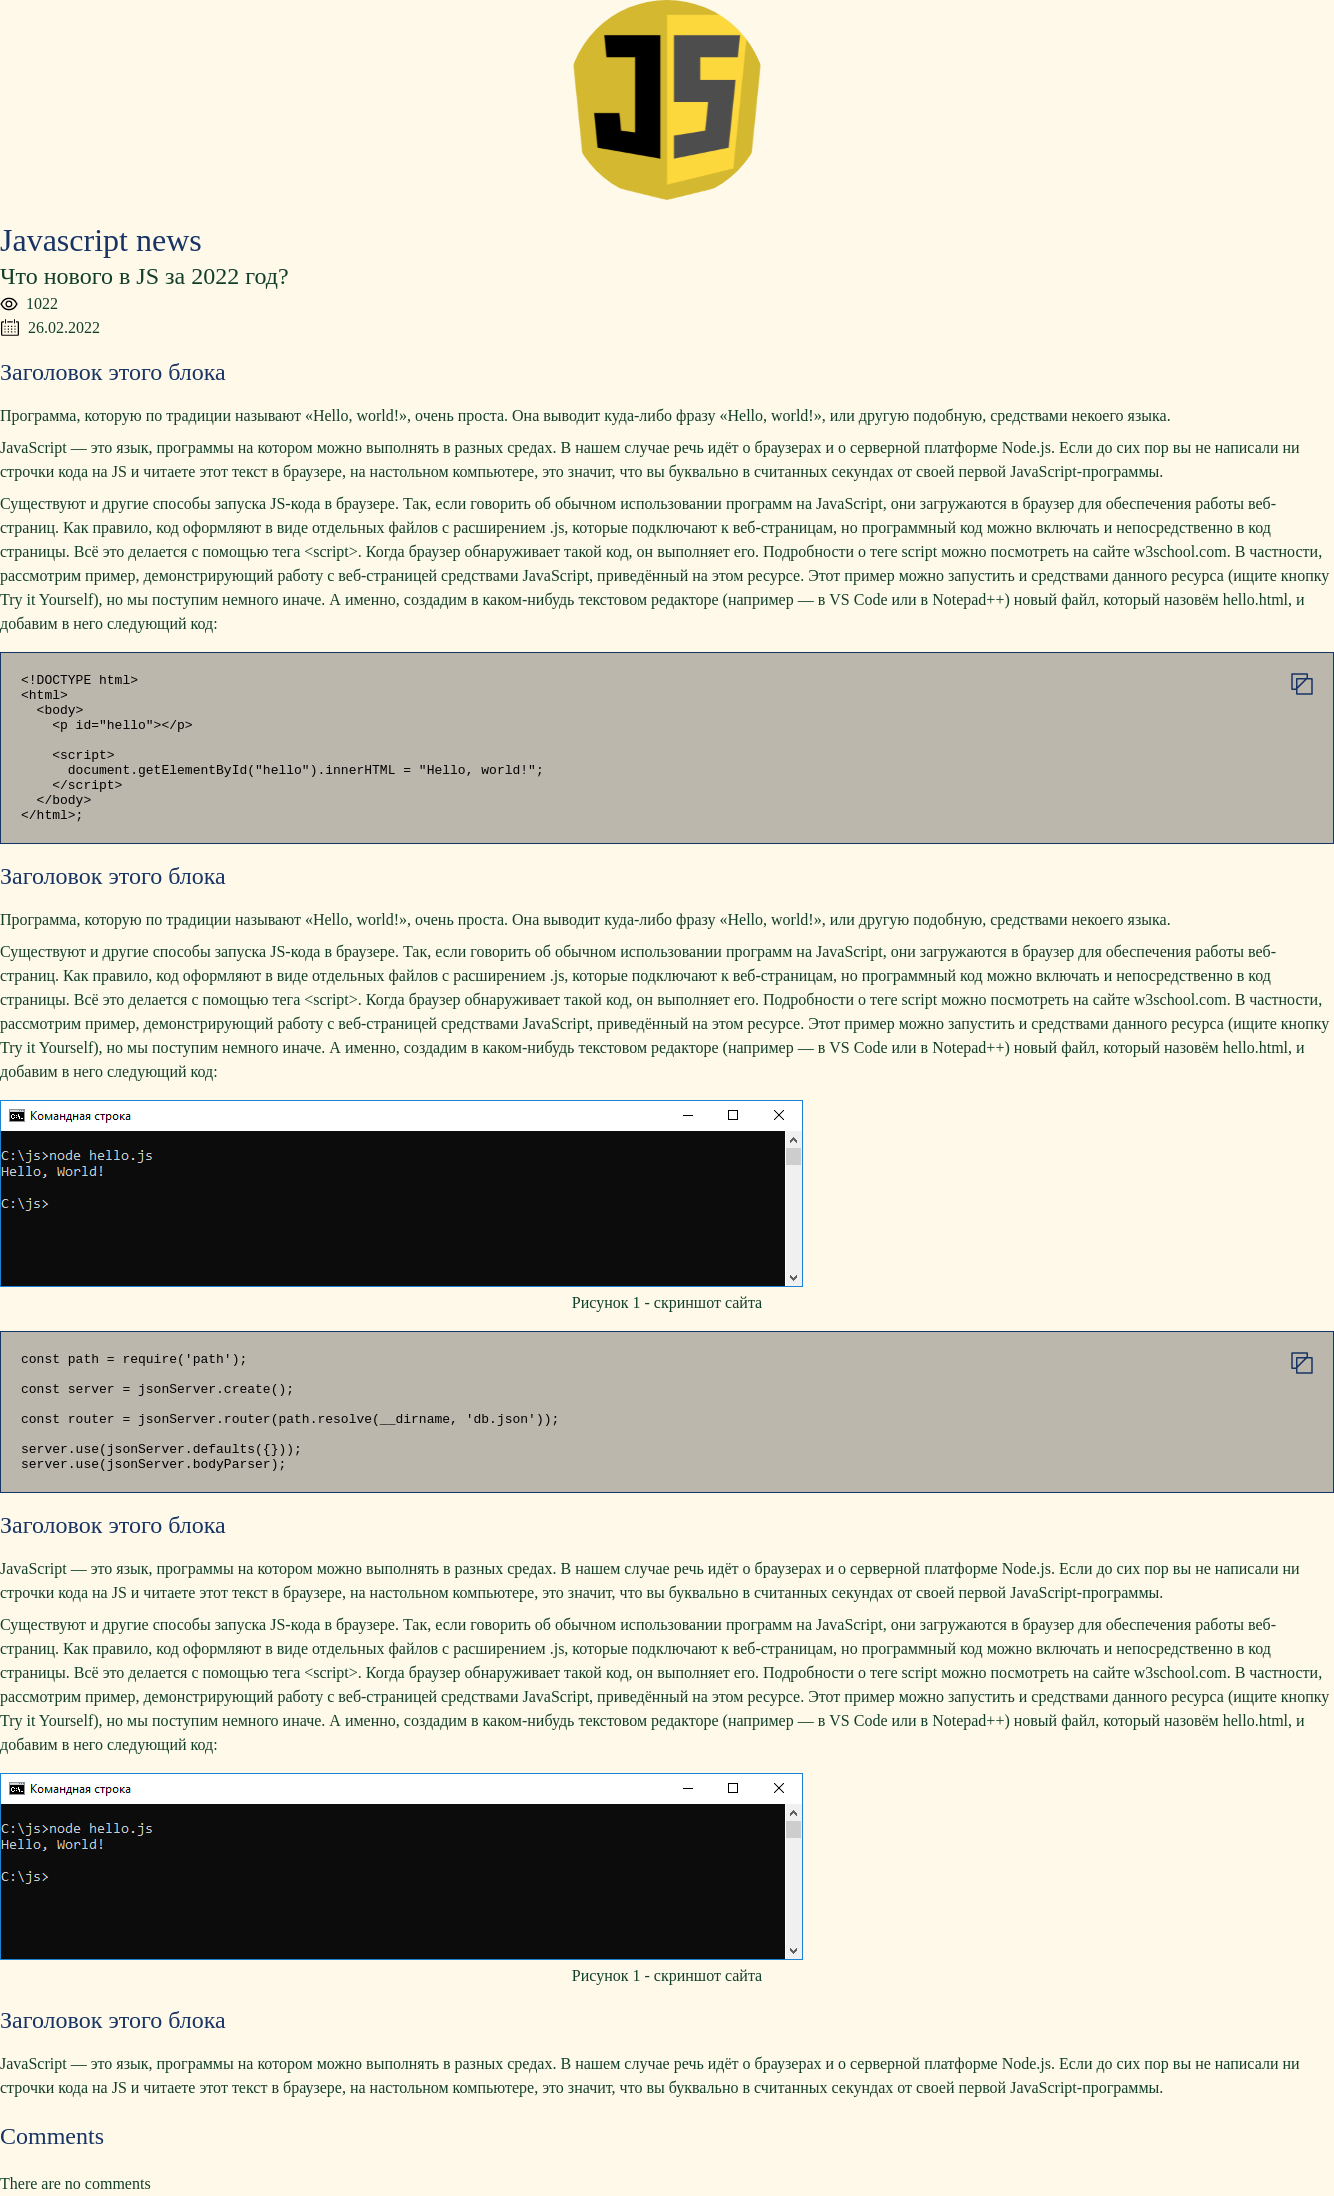 JS
Javascript news
Что нового в JS за 2022 год?
1022
26.02.2022
Заголовок этого блока
Программа, которую по традиции называют «Hello, world!», очень проста. Она выводит куда-либо фразу «Hello, world!», или другую подобную, средствами некоего языка.
JavaScript — это язык, программы на котором можно выполнять в разных средах. В нашем случае речь идёт о браузерах и о серверной платформе Node.js. Если до сих пор вы не написали ни
строчки кода на JS и читаете этот текст в браузере, на настольном компьютере, это значит, что вы буквально в считанных секундах от своей первой JavaScript-программы.
Существуют и другие способы запуска JS-кода в браузере. Так, если говорить об обычном использовании программ на JavaScript, они загружаются в браузер для обеспечения работы веб-
страниц. Как правило, код оформляют в виде отдельных файлов с расширением .js, которые подключают к веб-страницам, но программный код можно включать и непосредственно в код
страницы. Всё это делается с помощью тега <script>. Когда браузер обнаруживает такой код, он выполняет его. Подробности о теге script можно посмотреть на сайте w3school.com. В частности,
рассмотрим пример, демонстрирующий работу с веб-страницей средствами JavaScript, приведённый на этом ресурсе. Этот пример можно запустить и средствами данного ресурса (ищите кнопку
Try it Yourself), но мы поступим немного иначе. А именно, создадим в каком-нибудь текстовом редакторе (например — в VS Code или в Notepad++) новый файл, который назовём hello.html, и
добавим в него следующий код:
<!DOCTYPE html>
<html>
  <body>
    <p id="hello"></p>
    <script>
      document.getElementById("hello").innerHTML = "Hello, world!";
    </script>
  </body>
</html>;
Заголовок этого блока
Программа, которую по традиции называют «Hello, world!», очень проста. Она выводит куда-либо фразу «Hello, world!», или другую подобную, средствами некоего языка.
Существуют и другие способы запуска JS-кода в браузере. Так, если говорить об обычном использовании программ на JavaScript, они загружаются в браузер для обеспечения работы веб-
страниц. Как правило, код оформляют в виде отдельных файлов с расширением .js, которые подключают к веб-страницам, но программный код можно включать и непосредственно в код
страницы. Всё это делается с помощью тега <script>. Когда браузер обнаруживает такой код, он выполняет его. Подробности о теге script можно посмотреть на сайте w3school.com. В частности,
рассмотрим пример, демонстрирующий работу с веб-страницей средствами JavaScript, приведённый на этом ресурсе. Этот пример можно запустить и средствами данного ресурса (ищите кнопку
Try it Yourself), но мы поступим немного иначе. А именно, создадим в каком-нибудь текстовом редакторе (например — в VS Code или в Notepad++) новый файл, который назовём hello.html, и
добавим в него следующий код:
Командная строка
C:\js>node hello.js
Hello, World!
C:\js>
Рисунок 1 - скриншот сайта
const path = require('path');
const server = jsonServer.create();
const router = jsonServer.router(path.resolve(__dirname, 'db.json'));
server.use(jsonServer.defaults({}));
server.use(jsonServer.bodyParser);
Заголовок этого блока
JavaScript — это язык, программы на котором можно выполнять в разных средах. В нашем случае речь идёт о браузерах и о серверной платформе Node.js. Если до сих пор вы не написали ни
строчки кода на JS и читаете этот текст в браузере, на настольном компьютере, это значит, что вы буквально в считанных секундах от своей первой JavaScript-программы.
Существуют и другие способы запуска JS-кода в браузере. Так, если говорить об обычном использовании программ на JavaScript, они загружаются в браузер для обеспечения работы веб-
страниц. Как правило, код оформляют в виде отдельных файлов с расширением .js, которые подключают к веб-страницам, но программный код можно включать и непосредственно в код
страницы. Всё это делается с помощью тега <script>. Когда браузер обнаруживает такой код, он выполняет его. Подробности о теге script можно посмотреть на сайте w3school.com. В частности,
рассмотрим пример, демонстрирующий работу с веб-страницей средствами JavaScript, приведённый на этом ресурсе. Этот пример можно запустить и средствами данного ресурса (ищите кнопку
Try it Yourself), но мы поступим немного иначе. А именно, создадим в каком-нибудь текстовом редакторе (например — в VS Code или в Notepad++) новый файл, который назовём hello.html, и
добавим в него следующий код:
Командная строка
C:\js>node hello.js
Hello, World!
C:\js>
Рисунок 1 - скриншот сайта
Заголовок этого блока
JavaScript — это язык, программы на котором можно выполнять в разных средах. В нашем случае речь идёт о браузерах и о серверной платформе Node.js. Если до сих пор вы не написали ни
строчки кода на JS и читаете этот текст в браузере, на настольном компьютере, это значит, что вы буквально в считанных секундах от своей первой JavaScript-программы.
Comments
There are no comments